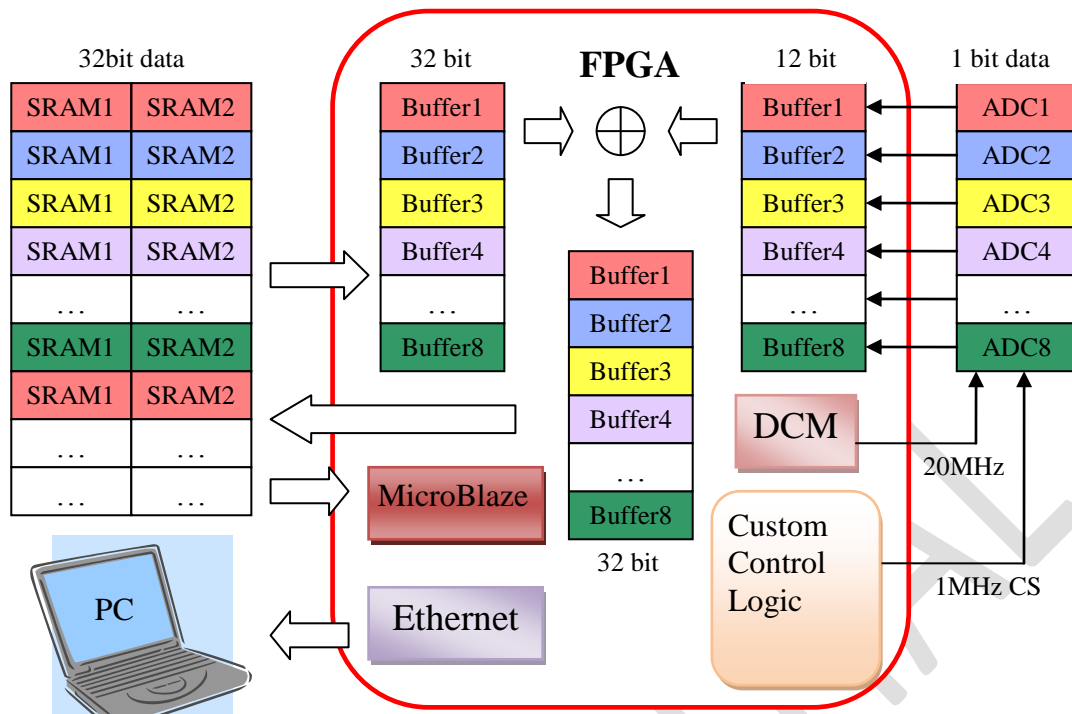 32bit data
32 bit
FPGA
12 bit
1 bit data
SRAM1 SRAM2
SRAM1 SRAM2
SRAM1 SRAM2
SRAM1 SRAM2
... ...
SRAM1 SRAM2
SRAM1 SRAM2
... ...
... ...
Buffer1
Buffer2
Buffer3
Buffer4
...
Buffer8
Buffer1
Buffer2
Buffer3
Buffer4
...
Buffer8
32 bit
Buffer1
Buffer2
Buffer3
Buffer4
...
Buffer8
ADC1
ADC2
ADC3
ADC4
...
ADC8
DCM
20MHz
MicroBlaze
Custom
Control
Logic
1MHz CS
Ethernet
PC